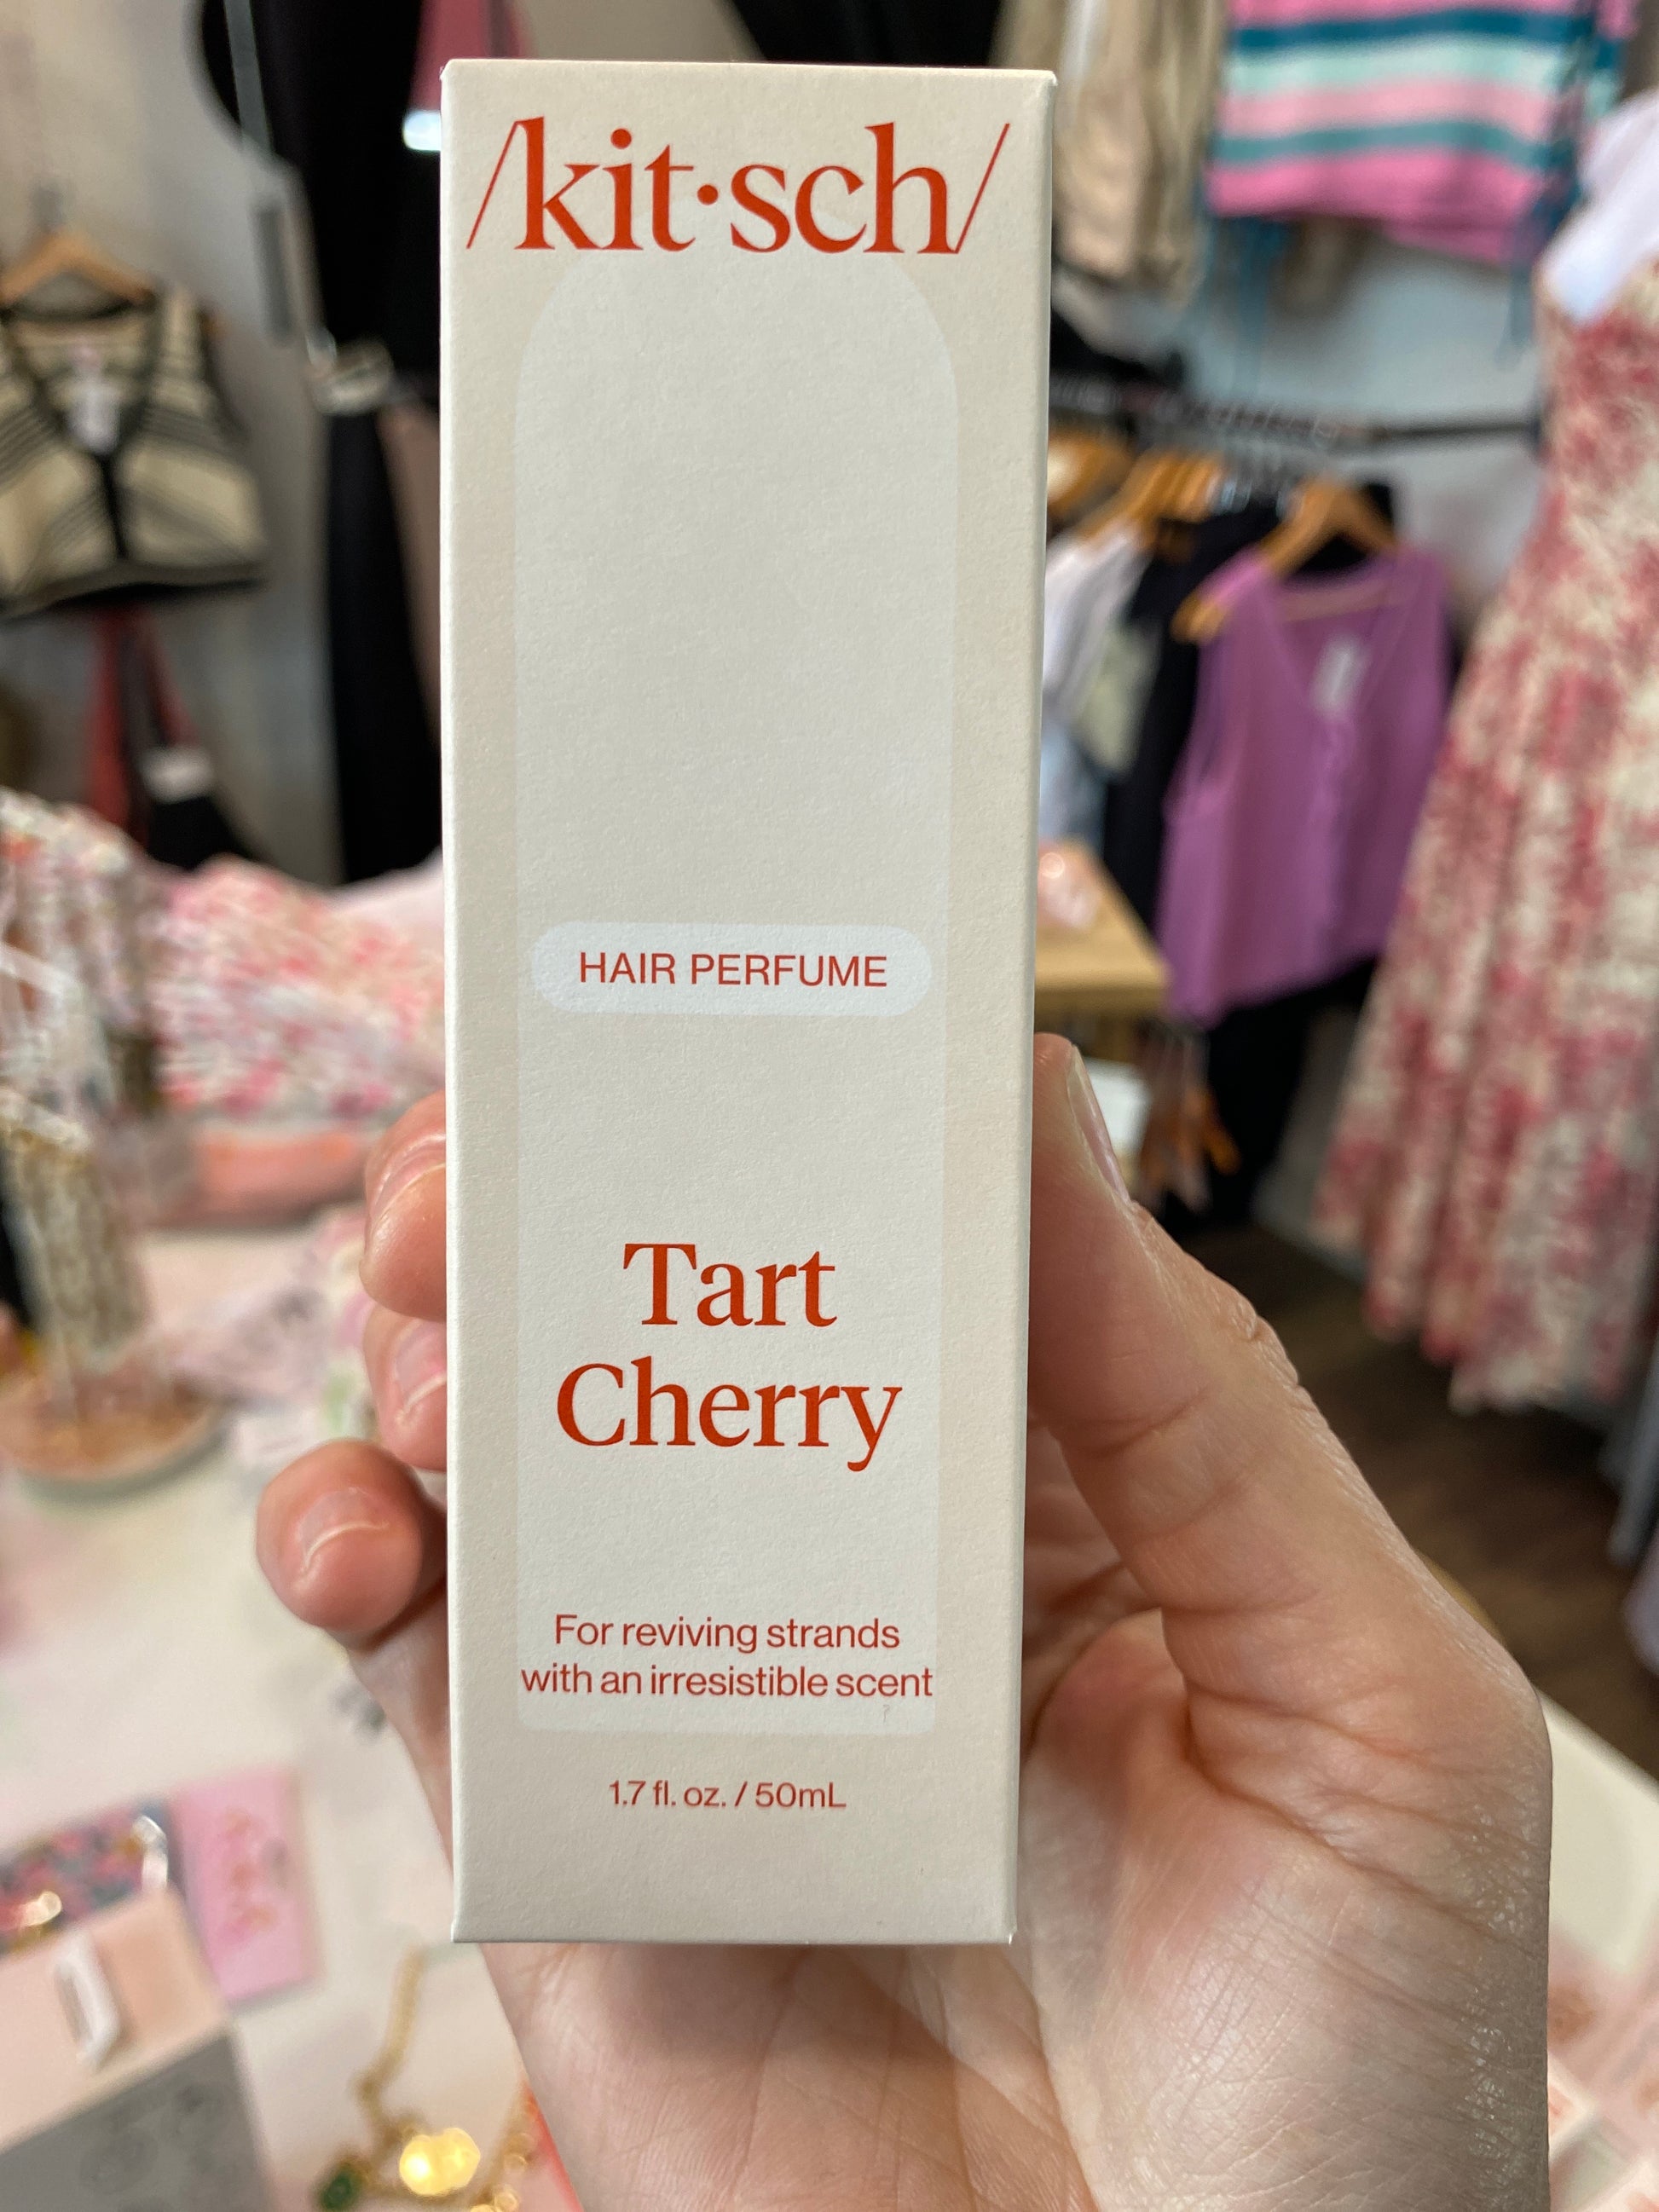 /kit·sch/
HAIR PERFUME
Tart
Cherry
For reviving strands
with an irresistible scent
1.7 fl. oz. / 50mL